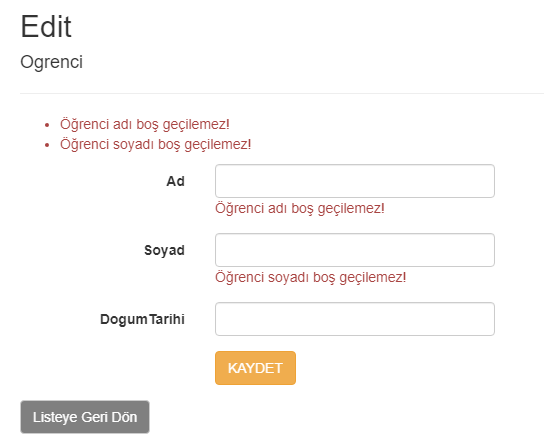 Edit
Ogrenci
Öğrenci adı boş geçilemez!
Öğrenci soyadı boş geçilemez!
Ad
Öğrenci adı boş geçilemez!
Soyad
Öğrenci soyadı boş geçilemez!
DogumTarihi
KAYDET
Listeye Geri Dön